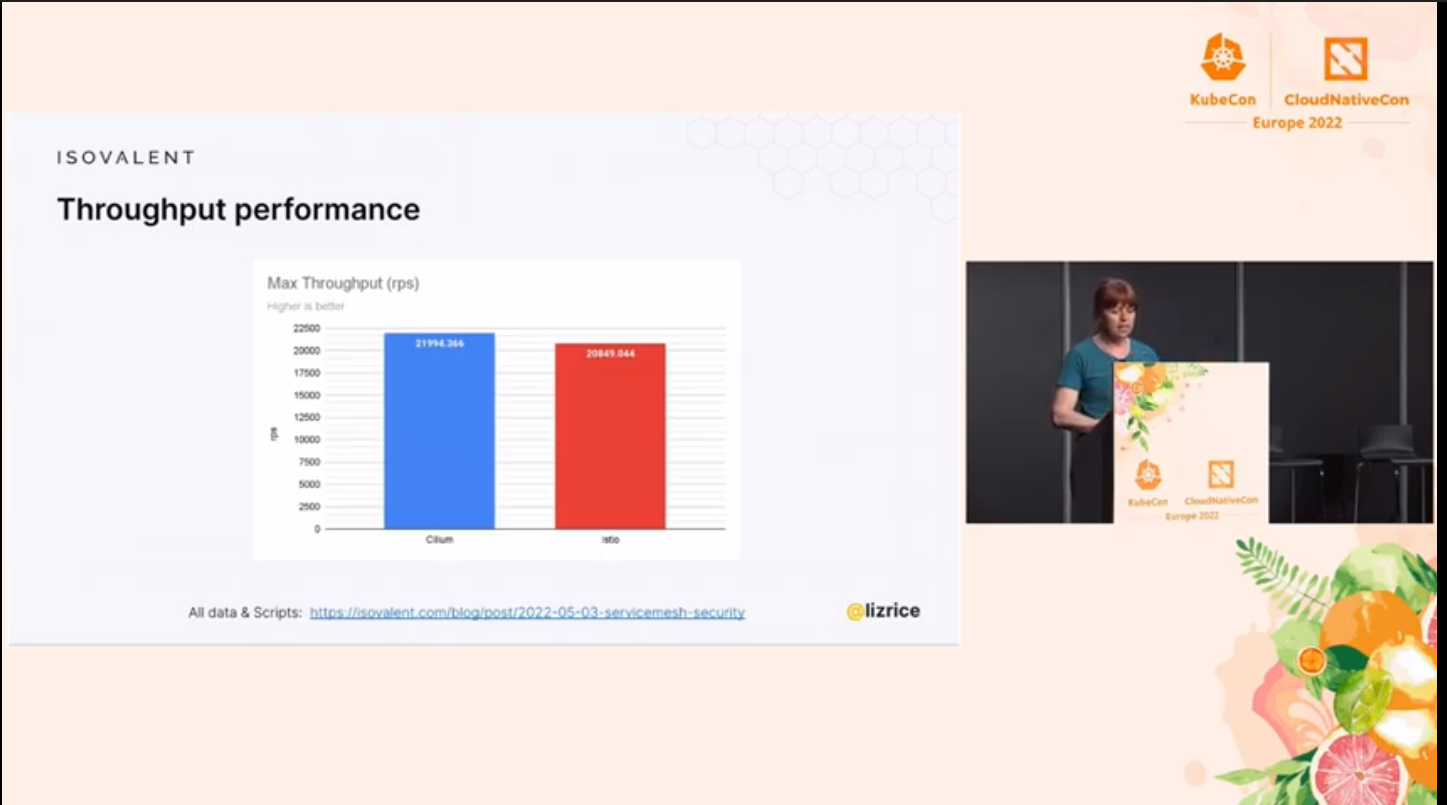 KubeCon
CloudNativeCon
Europe 2022
ISOVALENT
Throughput performance
Max Throughput (rps)
Higher is better
22500
20000
17500
15000
12500
10000
7500
5000
2500
0
rps
21994.366
20849.044
Cilium
Istio
All data & Scripts: https://isovalent.com/blog/post/2022-05-03-servicemesh-security
@lizrice
KubeCon
CloudNativeCon
Europe 2022